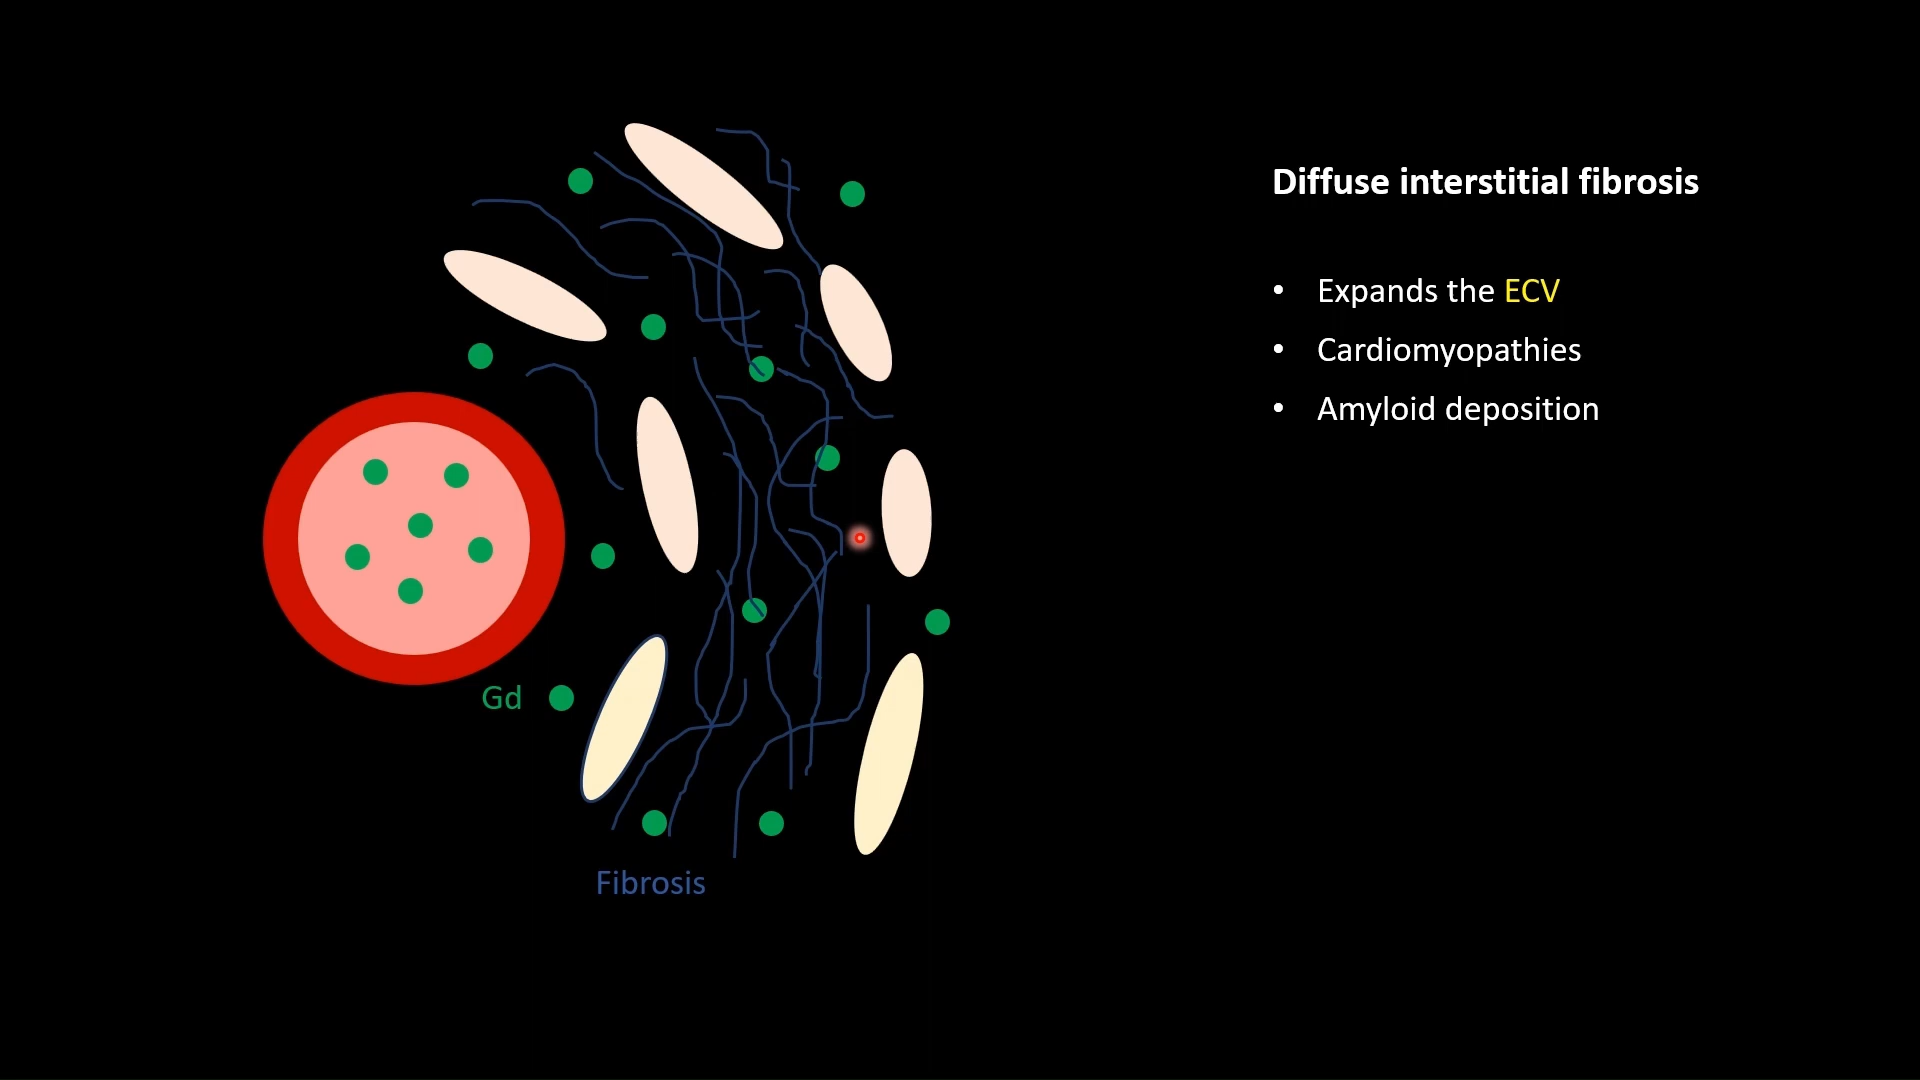 Diffuse interstitial fibrosis
• Expands the ECV
• Cardiomyopathies
• Amyloid deposition
Gd
Fibrosis